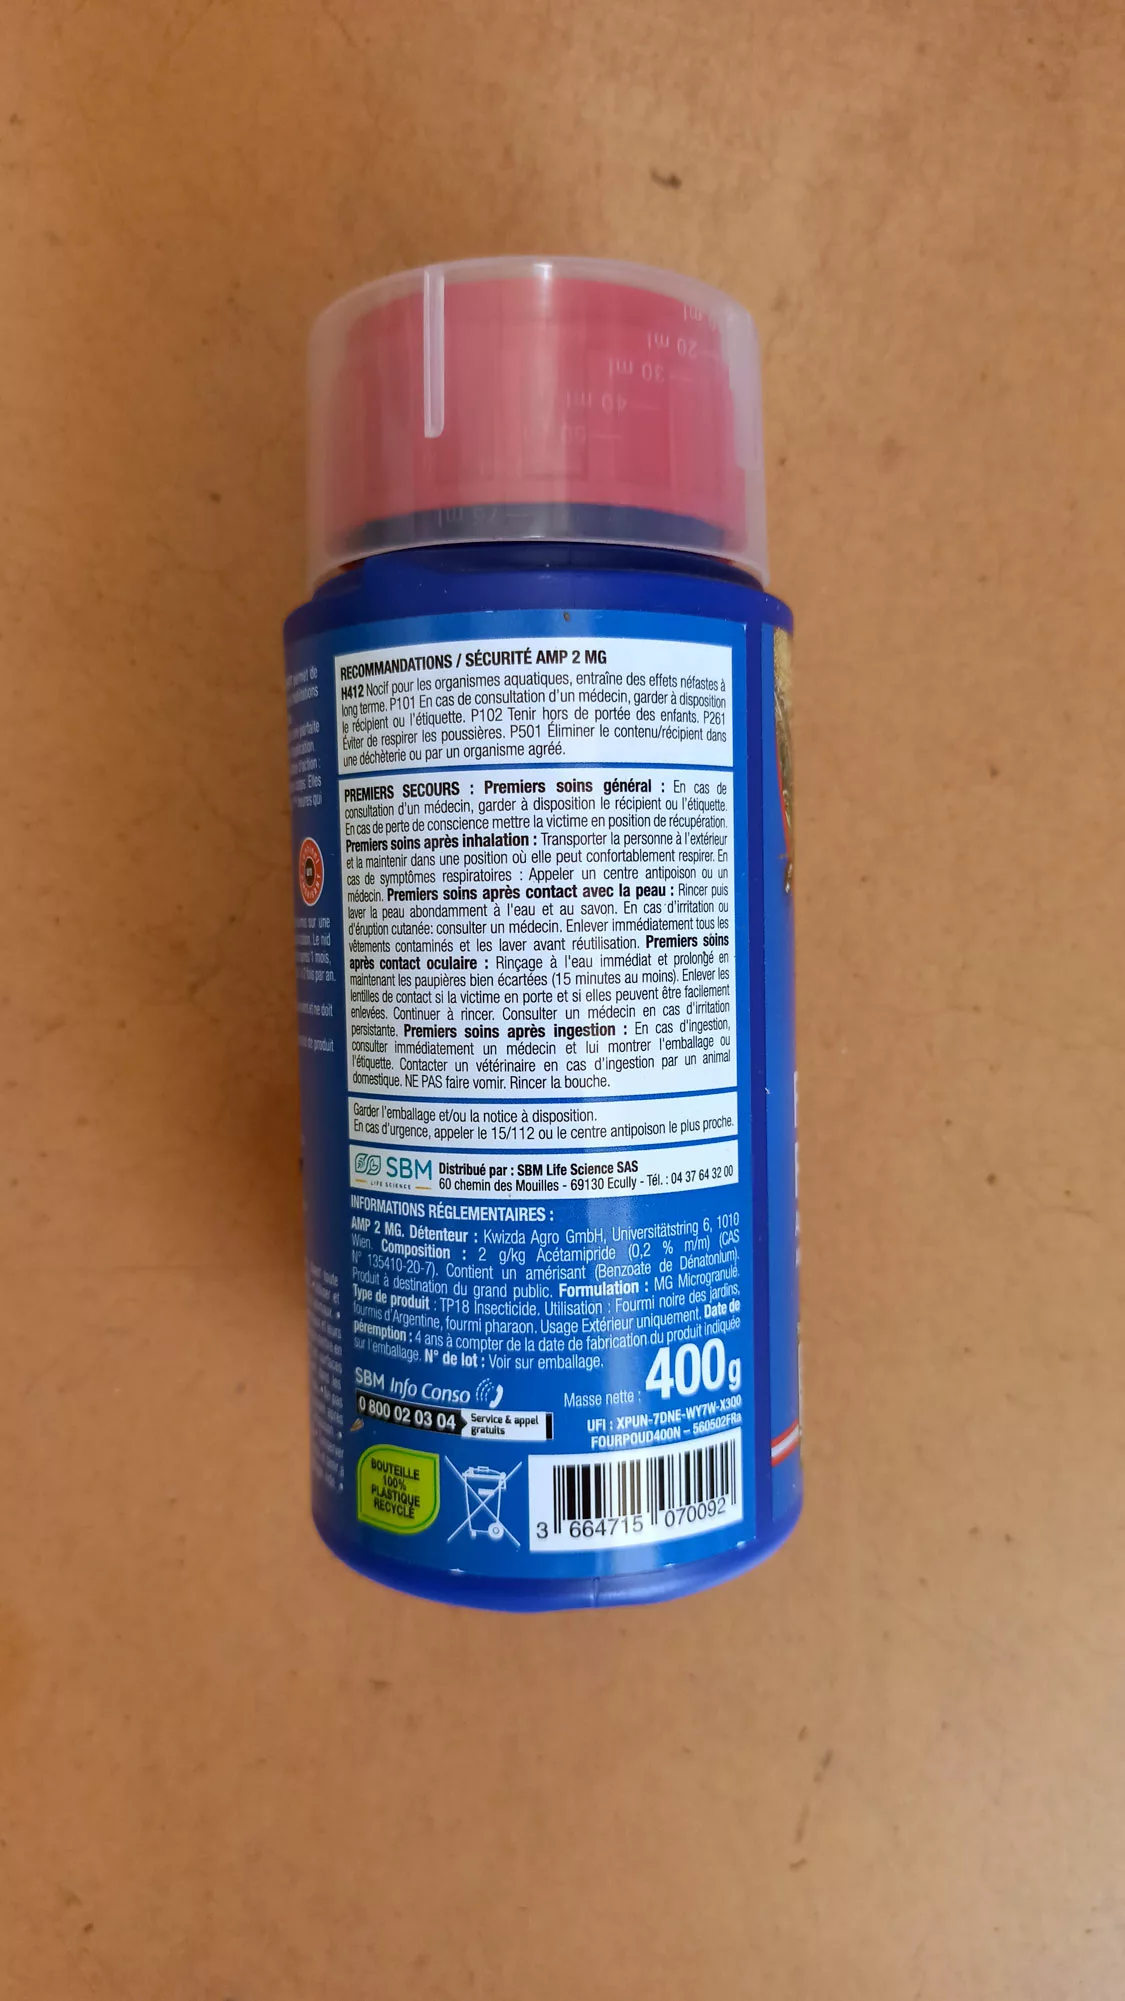 20 ml
30 ml
40 ml
RECOMMANDATIONS / SÉCURITÉ AMP 2 MG
H412 Nocif pour les organismes aquatiques, entraîne des effets néfastes à
long terme. P101 En cas de consultation d'un médecin, garder à disposition
le récipient ou l'étiquette. P102 Tenir hors de portée des enfants. P261
Éviter de respirer les poussières. P501 Éliminer le contenu/récipient dans
une déchèterie ou par un organisme agréé.
PREMIERS SECOURS : Premiers soins général : En cas de
consultation d'un médecin, garder à disposition le récipient ou l'étiquette.
En cas de perte de conscience mettre la victime en position de récupération.
Premiers soins après inhalation : Transporter la personne à l'extérieur
et la maintenir dans une position où elle peut confortablement respirer. En
cas de symptômes respiratoires : Appeler un centre antipoison ou un
médecin. Premiers soins après contact avec la peau : Rincer puis
laver la peau abondamment à l'eau et au savon. En cas d'irritation ou
d'éruption cutanée: consulter un médecin. Enlever immédiatement tous les
vêtements contaminés et les laver avant réutilisation. Premiers soins
après contact oculaire : Rinçage à l'eau immédiat et prolongé en
maintenant les paupières bien écartées (15 minutes au moins). Enlever les
lentilles de contact si la victime en porte et si elles peuvent être facilement
enlevées. Continuer à rincer. Consulter un médecin en cas d'irritation
persistante. Premiers soins après ingestion : En cas d'ingestion,
consulter immédiatement un médecin et lui montrer l'emballage ou
l'étiquette. Contacter un vétérinaire en cas d'ingestion par un animal
domestique. NE PAS faire vomir. Rincer la bouche.
Garder l'emballage et/ou la notice à disposition.
En cas d'urgence, appeler le 15/112 ou le centre antipoison le plus proche.
SBM
LIFE SCIENCE
Distribué par : SBM Life Science SAS
60 chemin des Mouilles - 69130 Ecully - Tél. : 04 37 64 32 00
INFORMATIONS RÉGLEMENTAIRES :
AMP 2 MG. Détenteur : Kwizda Agro GmbH, Universitätstring 6, 1010
Wien. Composition : 2 g/kg Acétamipride (0,2 % m/m) (CAS
N° 135410-20-7). Contient un amérisant (Benzoate de Dénatonium).
Produit à destination du grand public. Formulation : MG Microgranulé.
Type de produit : TP18 Insecticide. Utilisation : Fourmi noire des jardins,
fourmis d'Argentine, fourmi pharaon. Usage Extérieur uniquement. Date de
péremption : 4 ans à compter de la date de fabrication du produit indiquée
sur l'emballage. N° de lot : Voir sur emballage.
Masse nette : 400g
SBM Info Conso
0 800 02 03 04 Service & appel
gratuits
UFI : XPUN-7DNE-WY7W-X300
FOURPOUD400N – 560502FRa
BOUTEILLE
100%
PLASTIQUE
RECYCLÉ
3 664715 070092